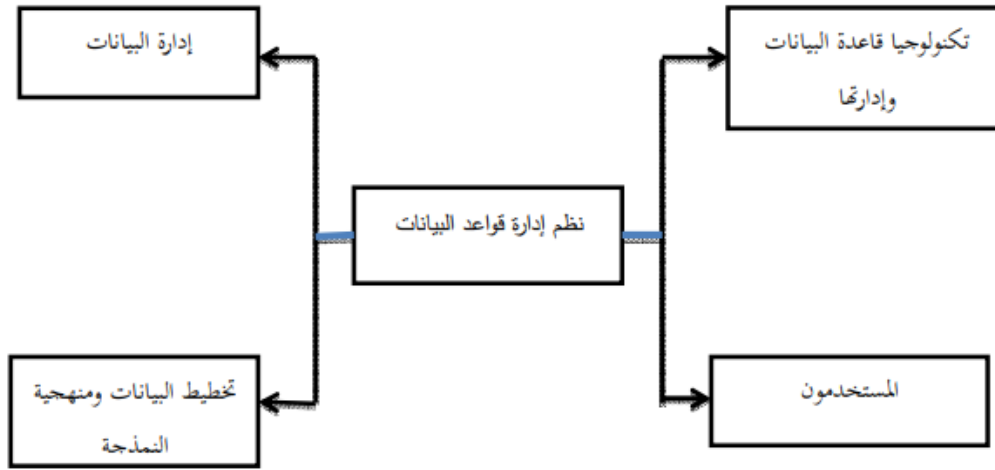 تكنولوجيا قاعدة البيانات
وإدارتها
إدارة البيانات
نظم إدارة قواعد البيانات
المستخدمون
تخطيط البيانات ومنهجية
النمذجة